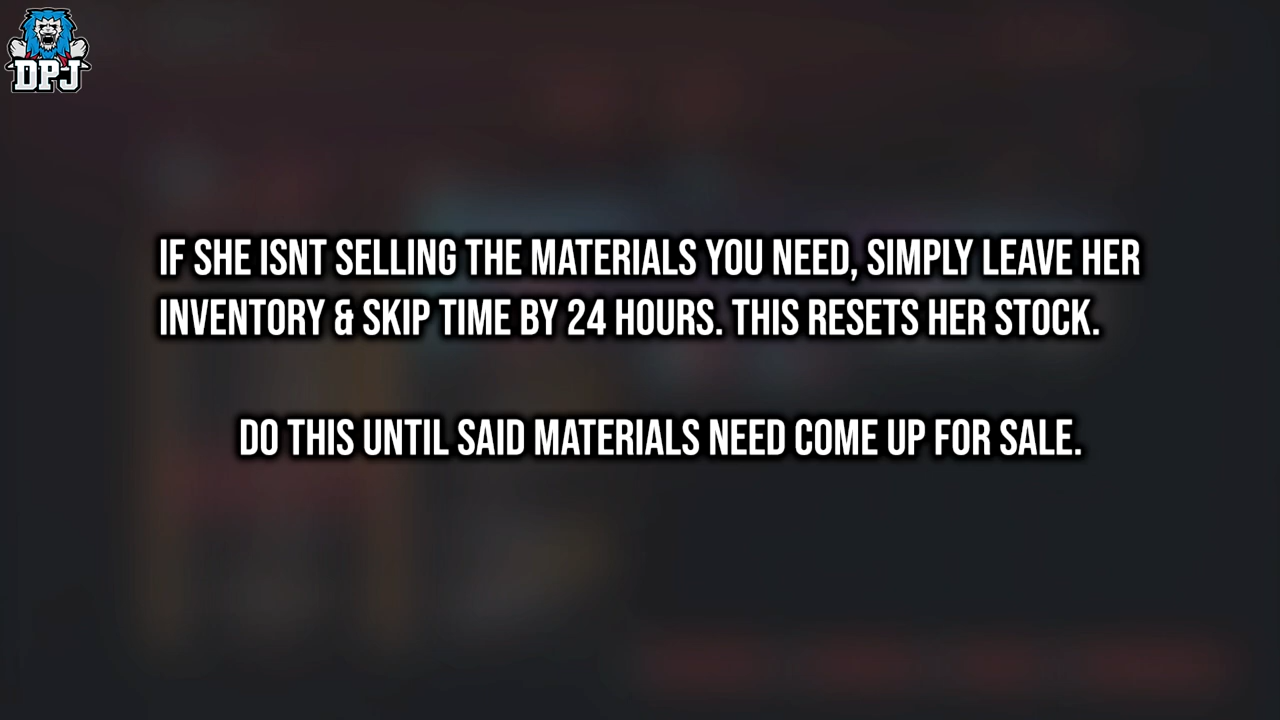 DPJ
IF SHE ISNT SELLING THE MATERIALS YOU NEED, SIMPLY LEAVE HER
INVENTORY & SKIP TIME BY 24 HOURS. THIS RESETS HER STOCK.
DO THIS UNTIL SAID MATERIALS NEED COME UP FOR SALE.